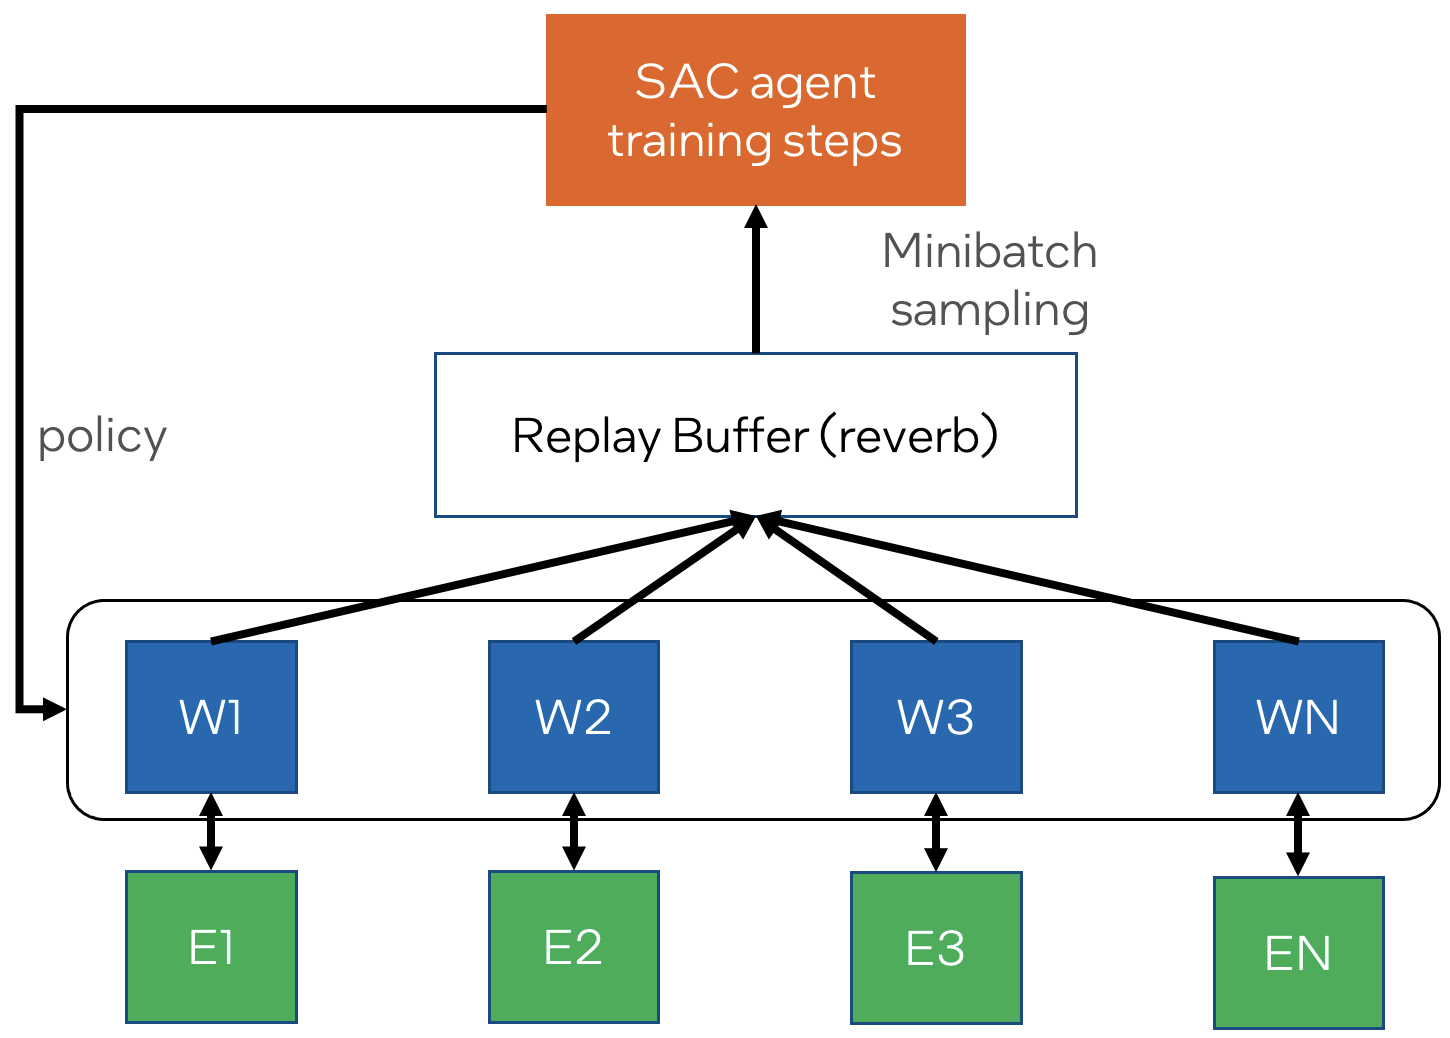 SAC agent
training steps
Minibatch
sampling
policy
Replay Buffer (reverb)
W1
W2
W3
WN
E1
E2
E3
EN